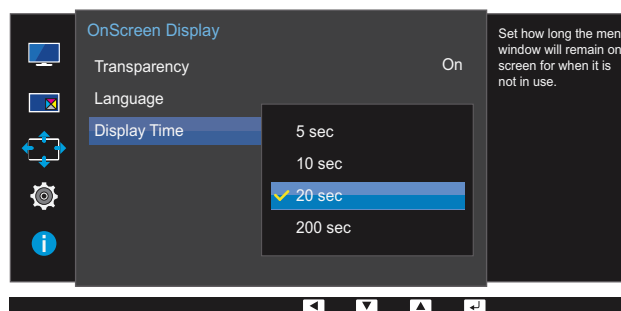 OnScreen Display
Transparency On
Language
Display Time
5 sec
10 sec
20 sec
200 sec
Set how long the men
window will remain on
screen for when it is
not in use.